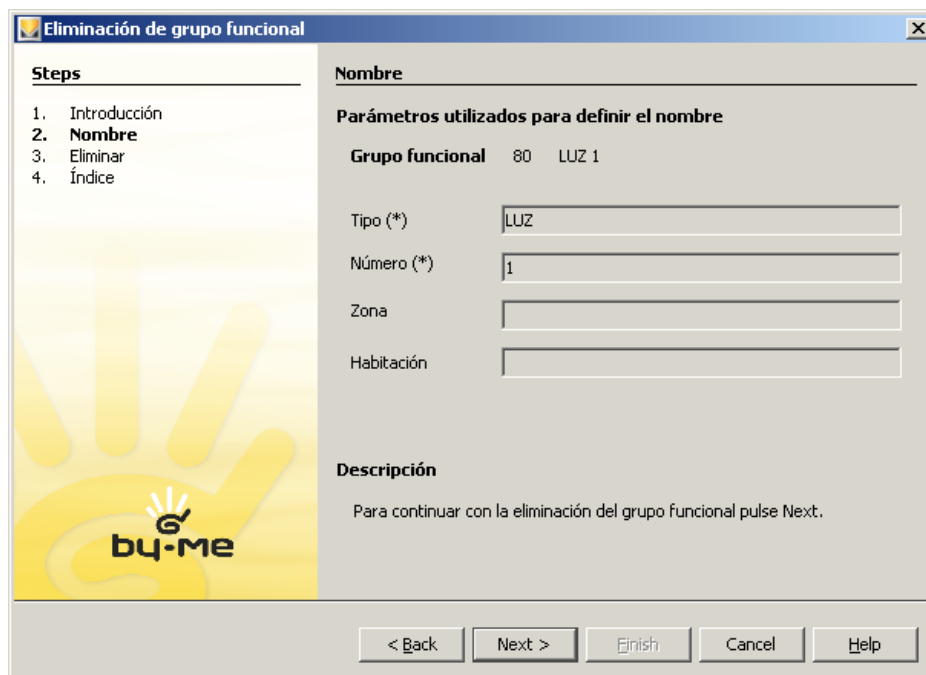 Eliminación de grupo funcional
Steps
1. Introducción
2. Nombre
3. Eliminar
4. Índice
by-me
Nombre
Parámetros utilizados para definir el nombre
Grupo funcional 80 LUZ 1
Tipo (*) LUZ
Número (*) 1
Zona
Habitación
Descripción
Para continuar con la eliminación del grupo funcional pulse Next.
< Back Next > Finish Cancel Help